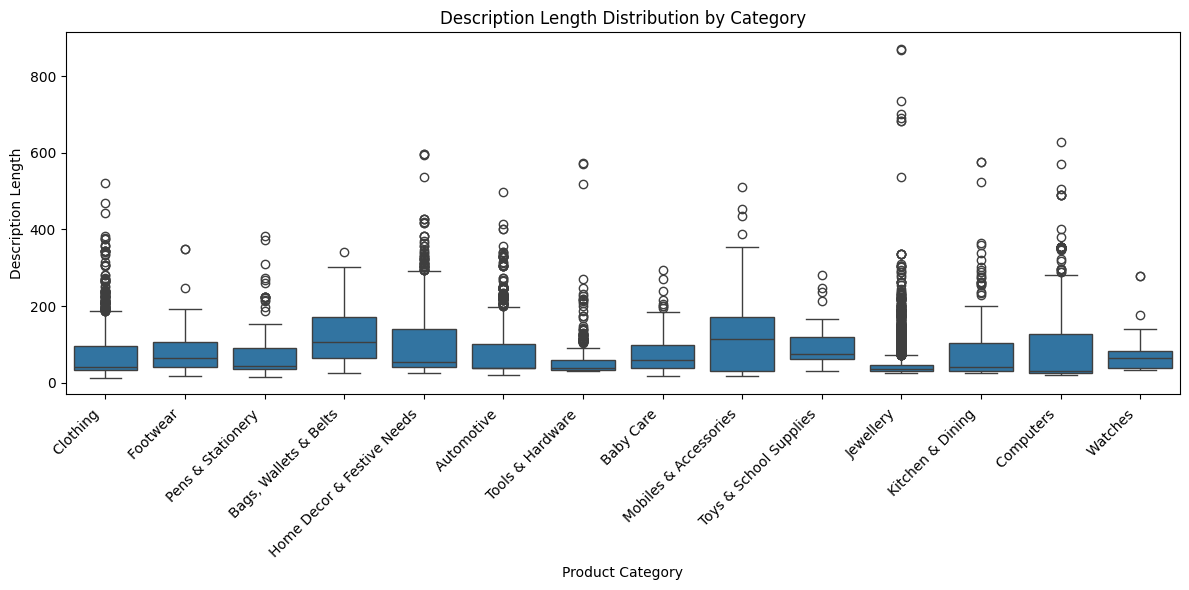 Description Length Distribution by Category
Description Length
800
600
400
200
0
Clothing
Footwear
Pens & Stationery
Bags, Wallets & Belts
Home Decor & Festive Needs
Automotive
Tools & Hardware
Baby Care
Mobiles & Accessories
Toys & School Supplies
Jewellery
Kitchen & Dining
Computers
Watches
Product Category